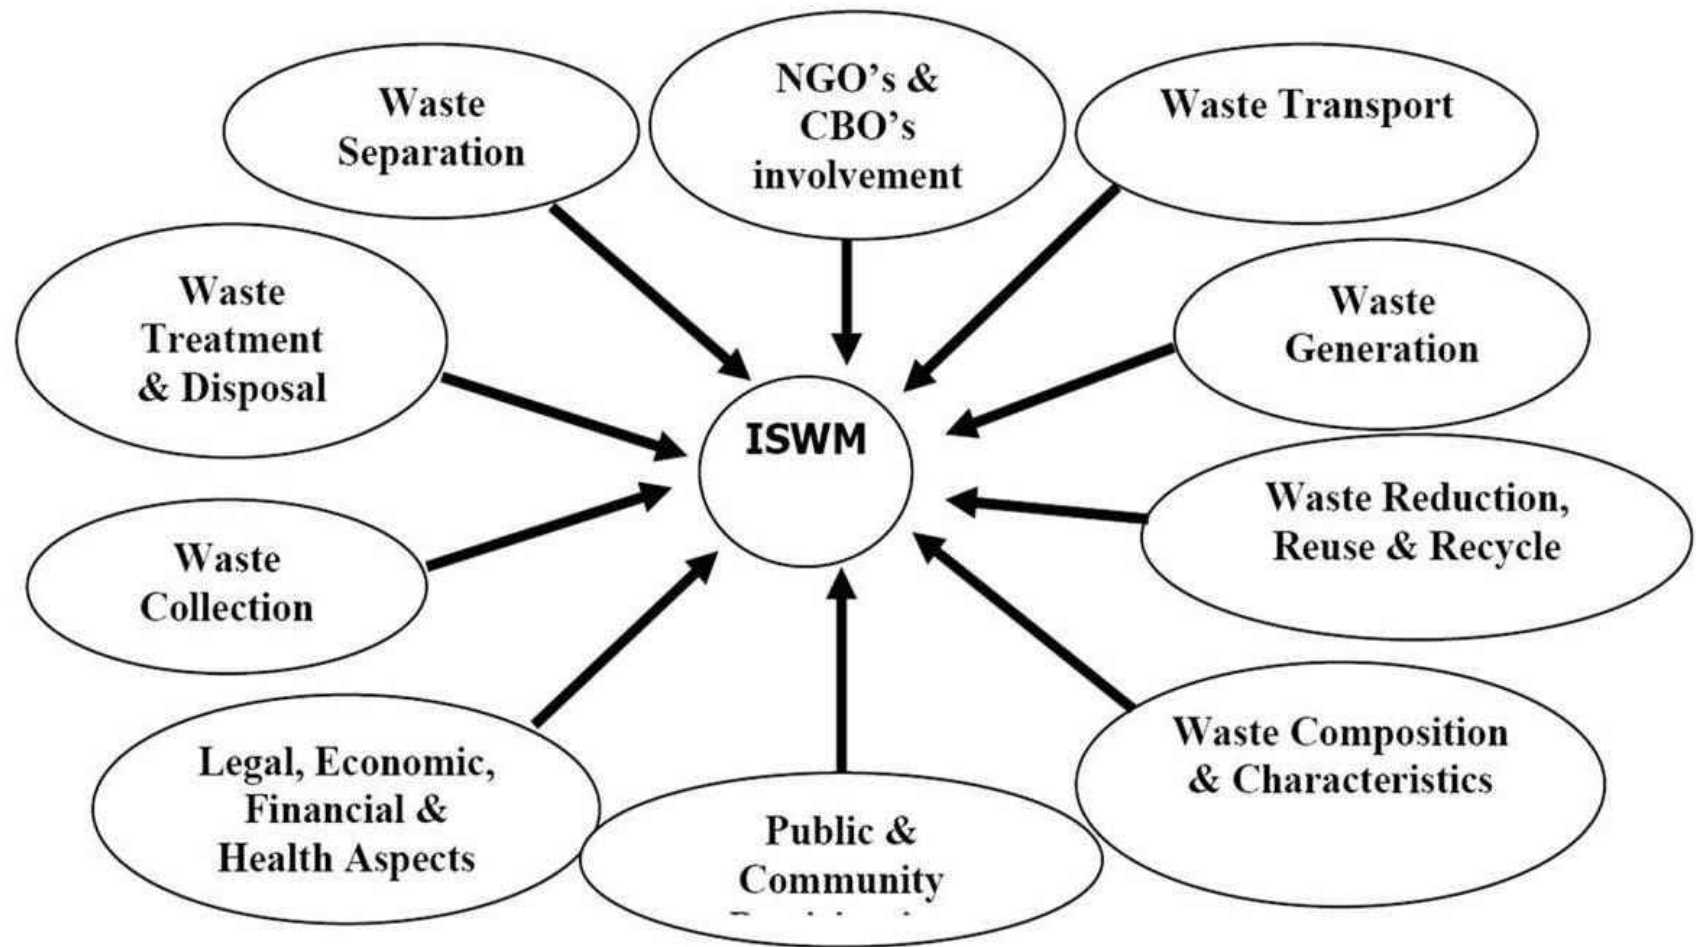 Waste
Separation
NGO’s &
CBO’s
involvement
Waste Transport
Waste
Treatment
& Disposal
Waste
Generation
ISWM
Waste Reduction,
Reuse & Recycle
Waste
Collection
Waste Composition
& Characteristics
Legal, Economic,
Financial &
Health Aspects
Public &
Community